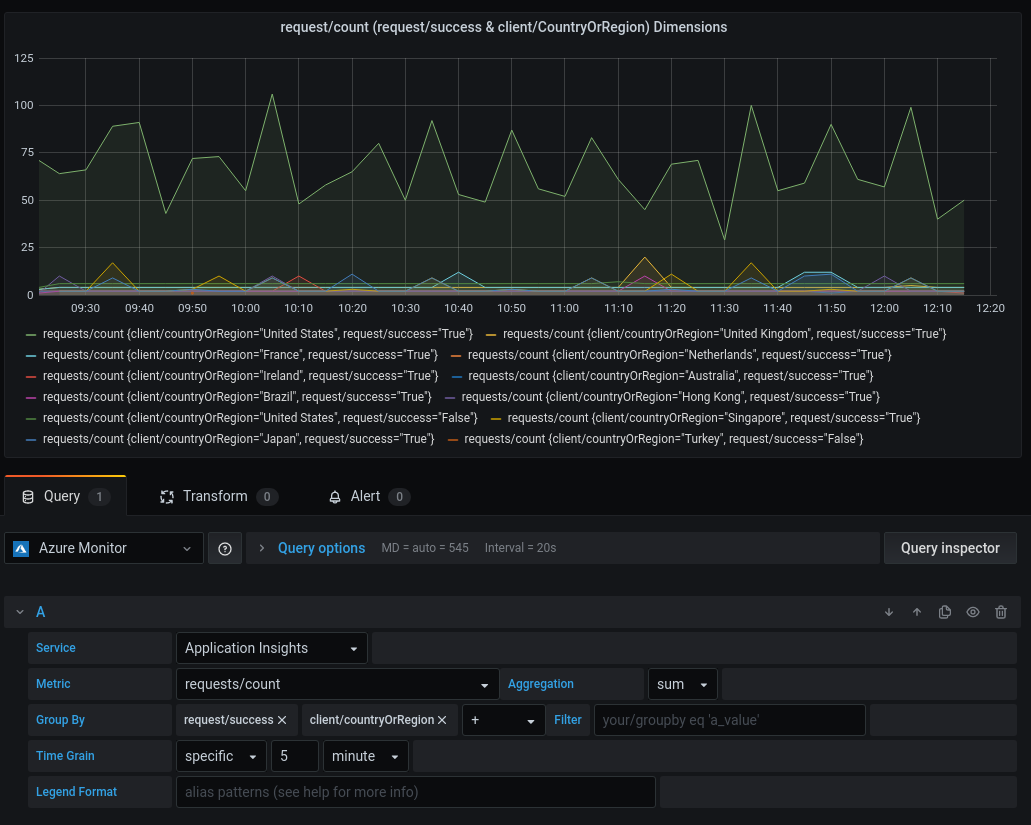 request/count (request/success & client/CountryOrRegion) Dimensions
125
100
75
50
25
0
09:30 09:40 09:50 10:00 10:10 10:20 10:30 10:40 10:50 11:00 11:10 11:20 11:30 11:40 11:50 12:00 12:10 12:20
requests/count {client/countryOrRegion="United States", request/success="True"} requests/count {client/countryOrRegion="United Kingdom", request/success="True"}
requests/count {client/countryOrRegion="France", request/success="True"} requests/count {client/countryOrRegion="Netherlands", request/success="True"}
requests/count {client/countryOrRegion="Ireland", request/success="True"} requests/count {client/countryOrRegion="Australia", request/success="True"}
requests/count {client/countryOrRegion="Brazil", request/success="True"} requests/count {client/countryOrRegion="Hong Kong", request/success="True"}
requests/count {client/countryOrRegion="United States", request/success="False"} requests/count {client/countryOrRegion="Singapore", request/success="True"}
requests/count {client/countryOrRegion="Japan", request/success="True"} requests/count {client/countryOrRegion="Turkey", request/success="False"}
Query 1 Transform 0 Alert 0
Azure Monitor Query options MD = auto = 545 Interval = 20s Query inspector
A
Service Application Insights
Metric requests/count Aggregation sum
Group By request/success client/countryOrRegion + Filter your/groupby eq 'a_value'
Time Grain specific 5 minute
Legend Format alias patterns (see help for more info)